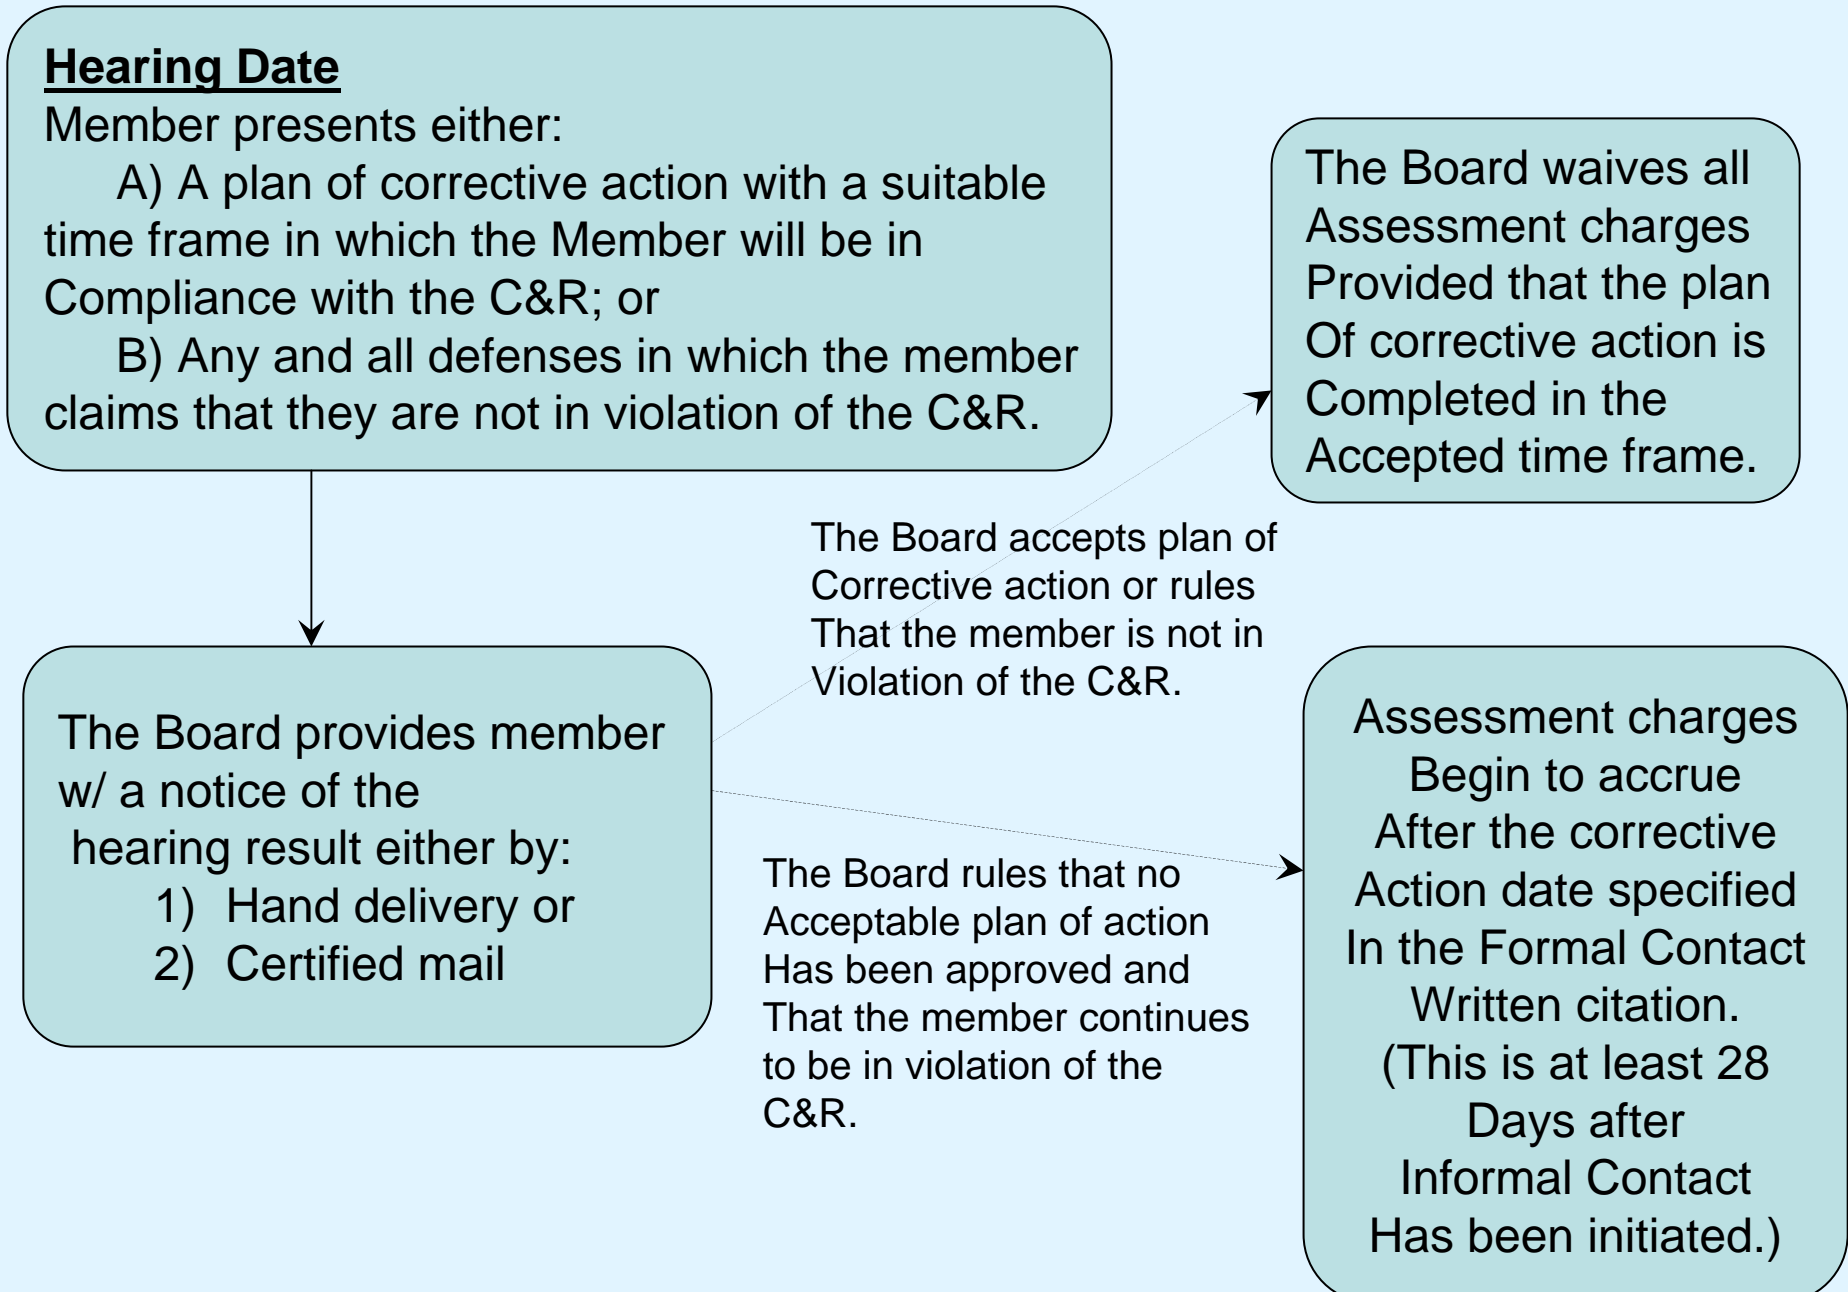 Hearing Date
Member presents either:
A) A plan of corrective action with a suitable
time frame in which the Member will be in
Compliance with the C&R; or
B) Any and all defenses in which the member
claims that they are not in violation of the C&R.
The Board waives all
Assessment charges
Provided that the plan
Of corrective action is
Completed in the
Accepted time frame.
The Board accepts plan of
Corrective action or rules
That the member is not in
Violation of the C&R.
The Board provides member
w/ a notice of the
hearing result either by:
1) Hand delivery or
2) Certified mail
The Board rules that no
Acceptable plan of action
Has been approved and
That the member continues
to be in violation of the
C&R.
Assessment charges
Begin to accrue
After the corrective
Action date specified
In the Formal Contact
Written citation.
(This is at least 28
Days after
Informal Contact
Has been initiated.)